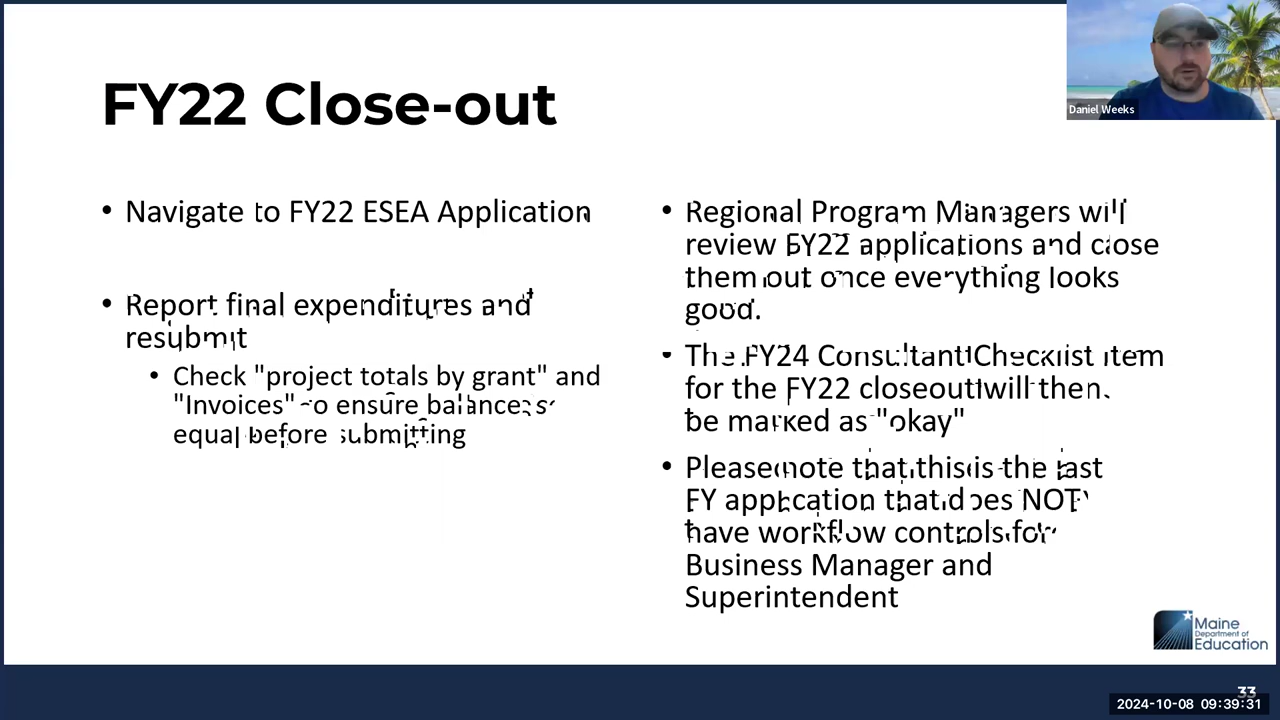 FY22 Close-out
Daniel Weeks
• Navigate to FY22 ESEA Application
• Report final expenditures and
resubmit
• Check "project totals by grant" and
"Invoices" to ensure balances
equal before submitting
• Regional Program Managers will
review FY22 applications and close
them out once everything looks
good.
• The FY24 Consultant Checklist item
for the FY22 closeout will then
be marked as "okay"
• Please note that this is the last
FY application that does NOT
have workflow controls for
Business Manager and
Superintendent
Maine
Department of
Education
33
2024-10-08 09:39:31